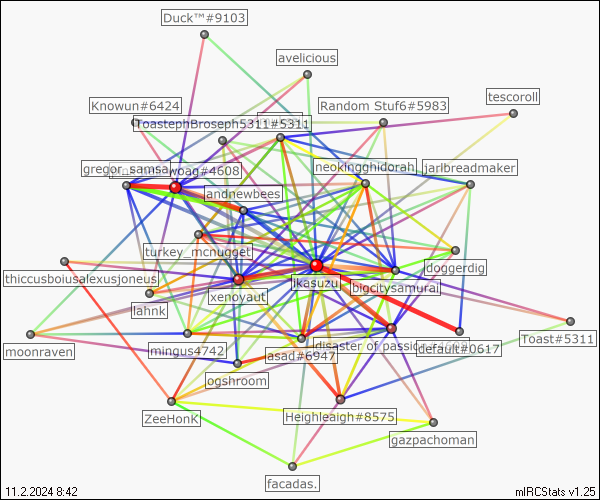 Duck™#9103
avelicious
tescoroll
Knowun#6424
Random Stuf6#5983
ToastephBroseph5311#5311
neokingghidorah
jarlbreadmaker
gregor_samsa
woag#4608
andnewbees
turkey_mcnugget
doggerdig
thiccusboiusalexusjoneus
ikasuzu
bigcitysamurai
xenoyaut
lahnk
Toast#5311
moonraven
mingus4742
disaster of passion
default#0617
asad#6947
ogshroom
ZeeHonK
Heighleagh#8575
gazpachoman
facadas.
11.2.2024 8:42
mIRCStats v1.25